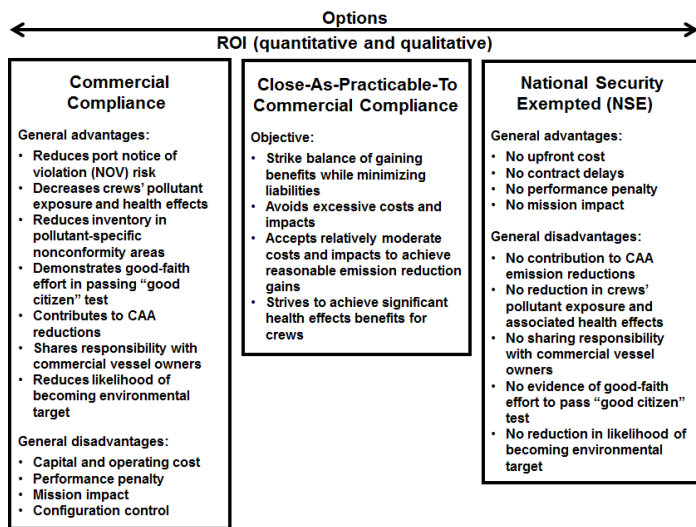 Options
ROI (quantitative and qualitative)
Commercial
Compliance
General advantages:
• Reduces port notice of
violation (NOV) risk
• Decreases crews' pollutant
exposure and health effects
• Reduces inventory in
pollutant-specific
nonconformity areas
• Demonstrates good-faith
effort in passing "good
citizen" test
• Contributes to CAA
reductions
• Shares responsibility with
commercial vessel owners
• Reduces likelihood of
becoming environmental
target
General disadvantages:
• Capital and operating cost
• Performance penalty
• Mission impact
• Configuration control
Close-As-Practicable-To
Commercial Compliance
Objective:
• Strike balance of gaining
benefits while minimizing
liabilities
• Avoids excessive costs and
impacts
• Accepts relatively moderate
costs and impacts to achieve
reasonable emission reduction
gains
• Strives to achieve significant
health effects benefits for
crews
National Security
Exempted (NSE)
General advantages:
• No upfront cost
• No contract delays
• No performance penalty
• No mission impact
General disadvantages:
• No contribution to CAA
emission reductions
• No reduction in crews'
pollutant exposure and
associated health effects
• No sharing responsibility
with commercial vessel
owners
• No evidence of good-faith
effort to pass "good citizen"
test
• No reduction in likelihood of
becoming environmental
target